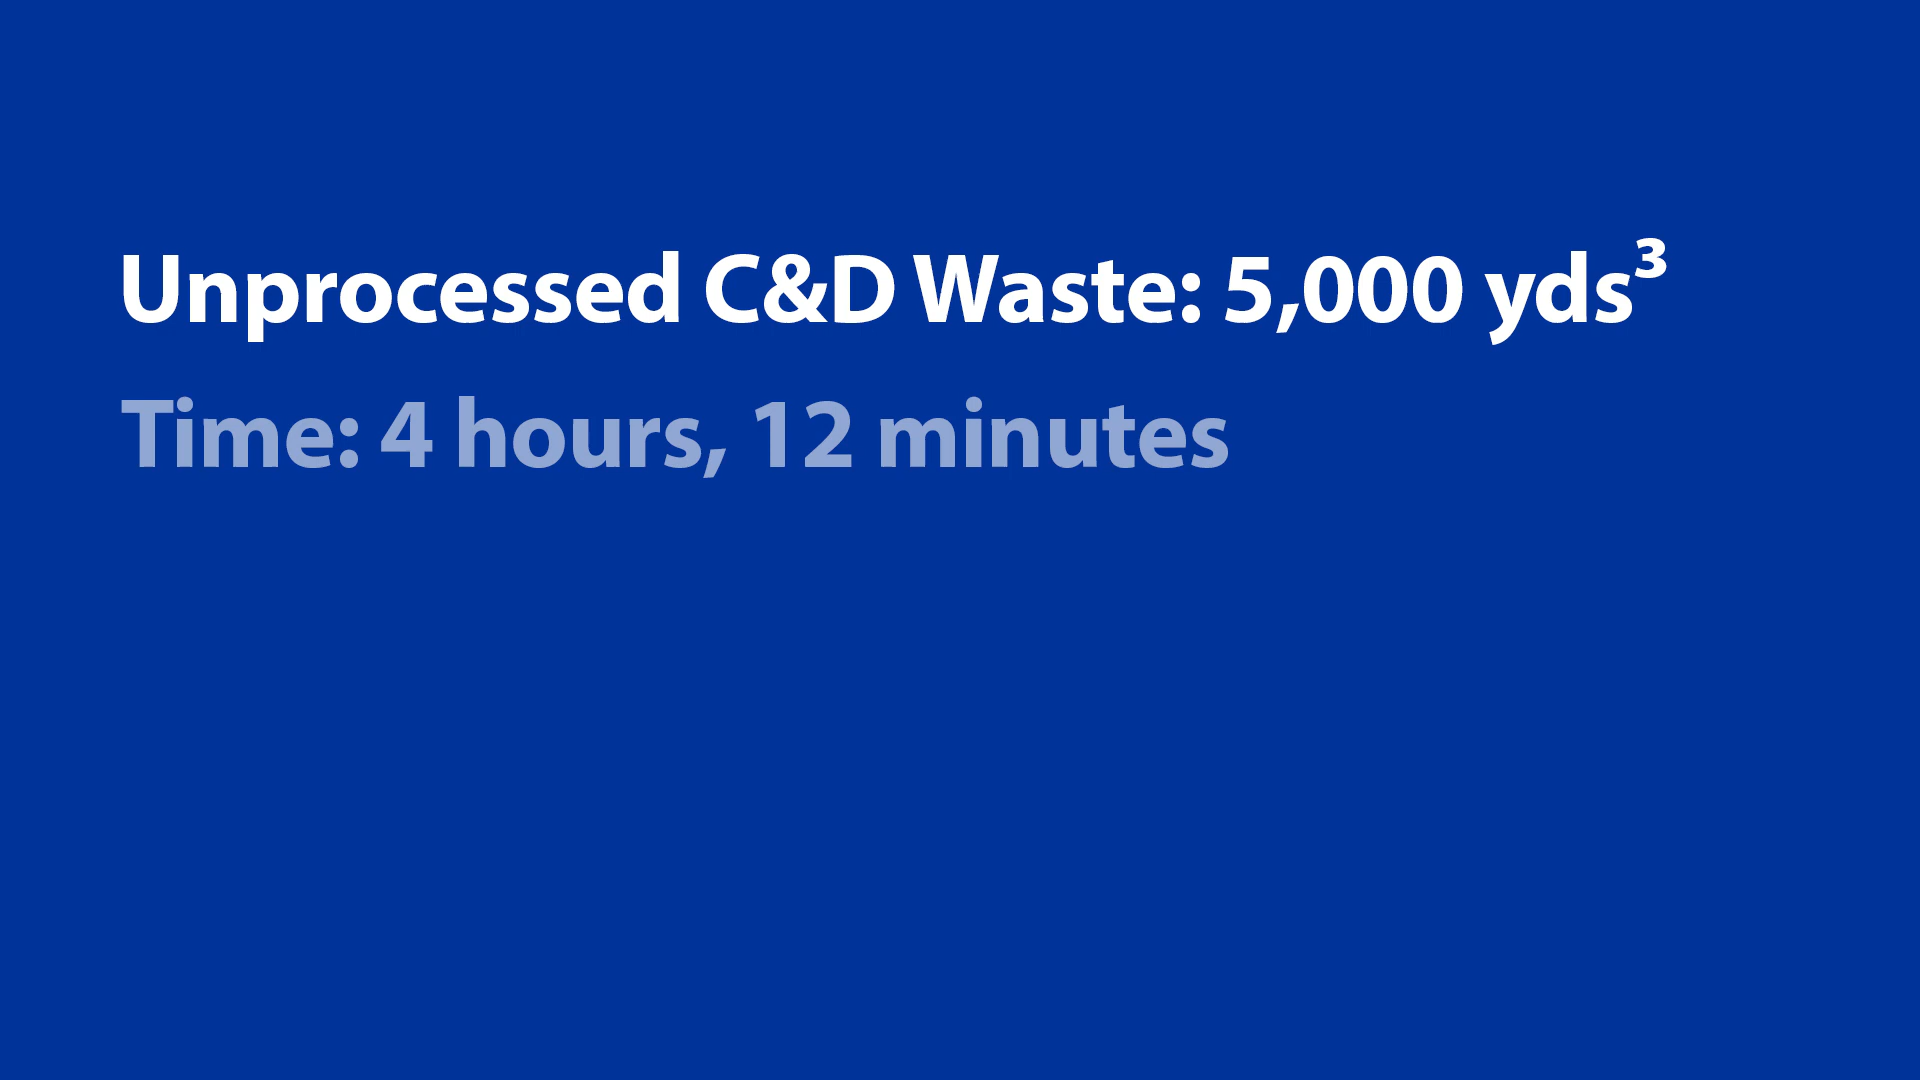 Unprocessed C&D Waste: 5,000 yds³
Time: 4 hours, 12 minutes